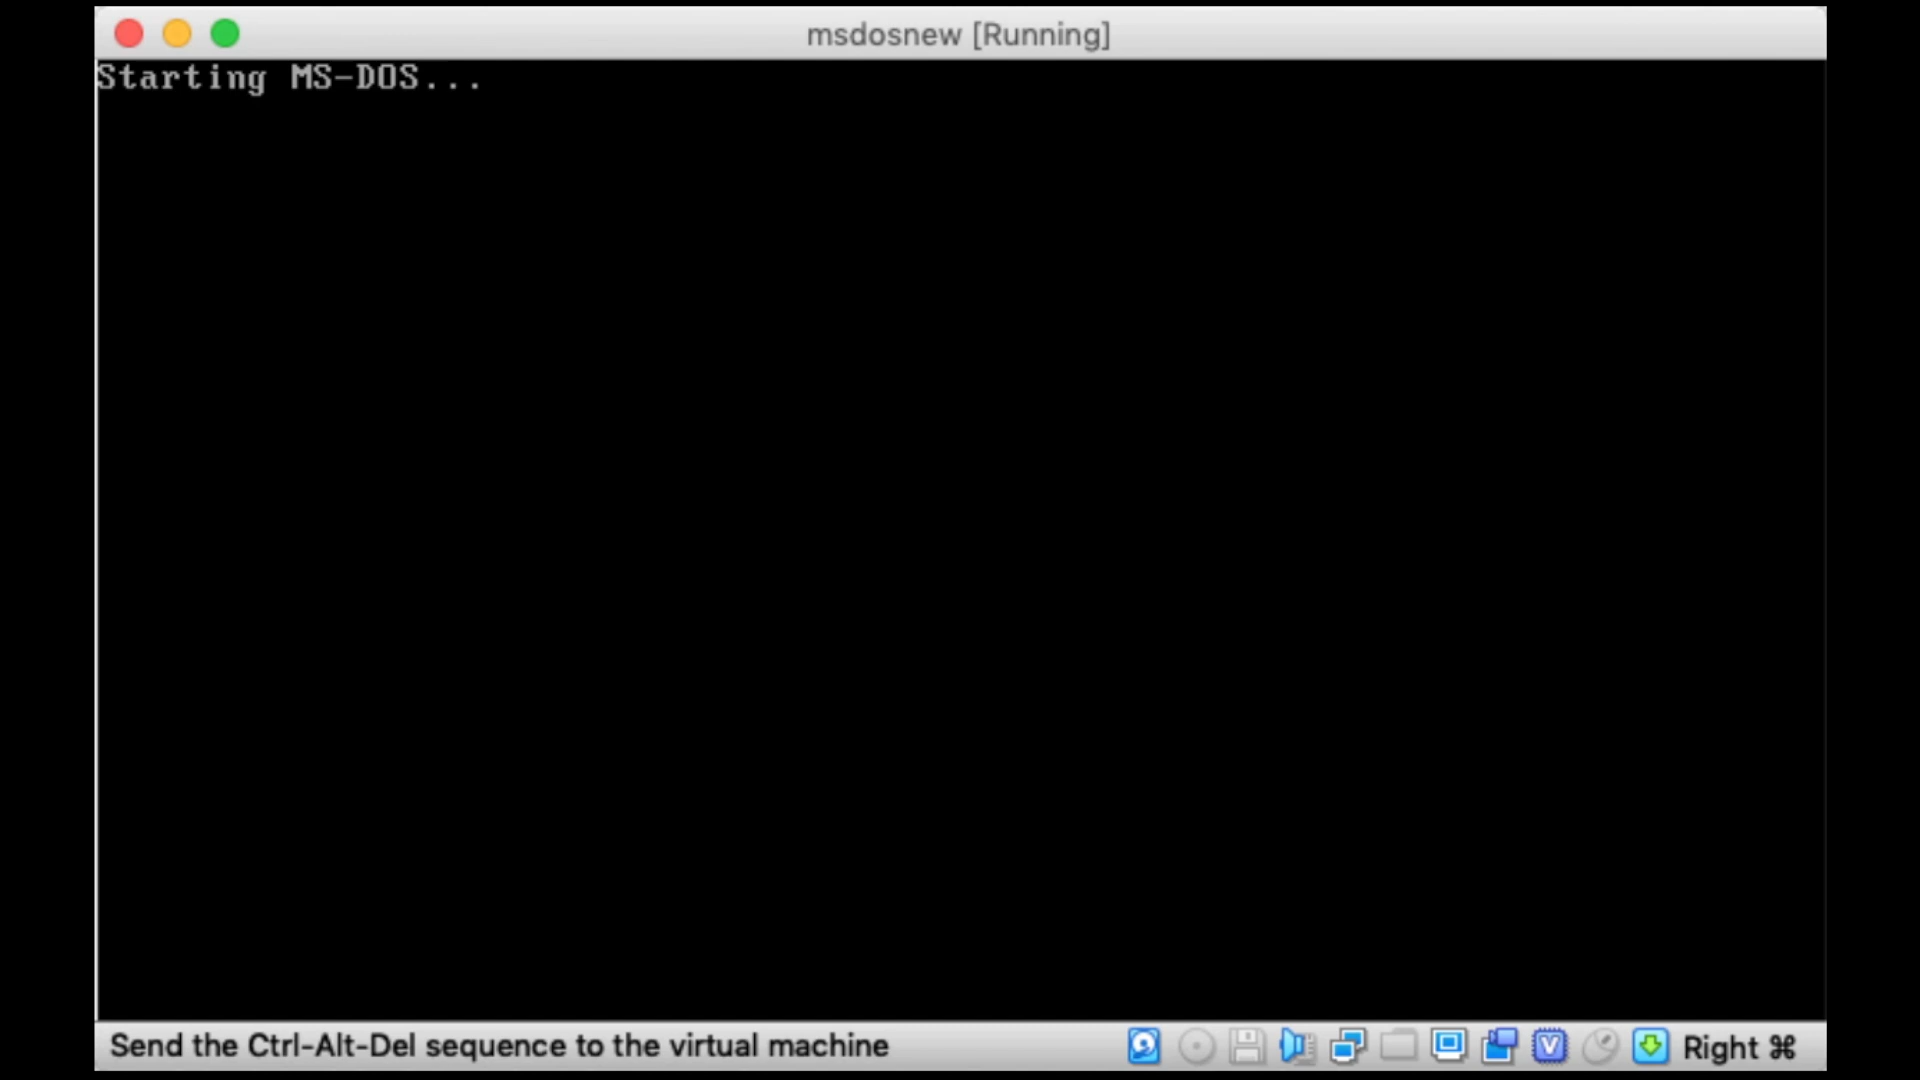 msdosnew [Running]
Starting MS-DOS...
Send the Ctrl-Alt-Del sequence to the virtual machine
Right ⌘